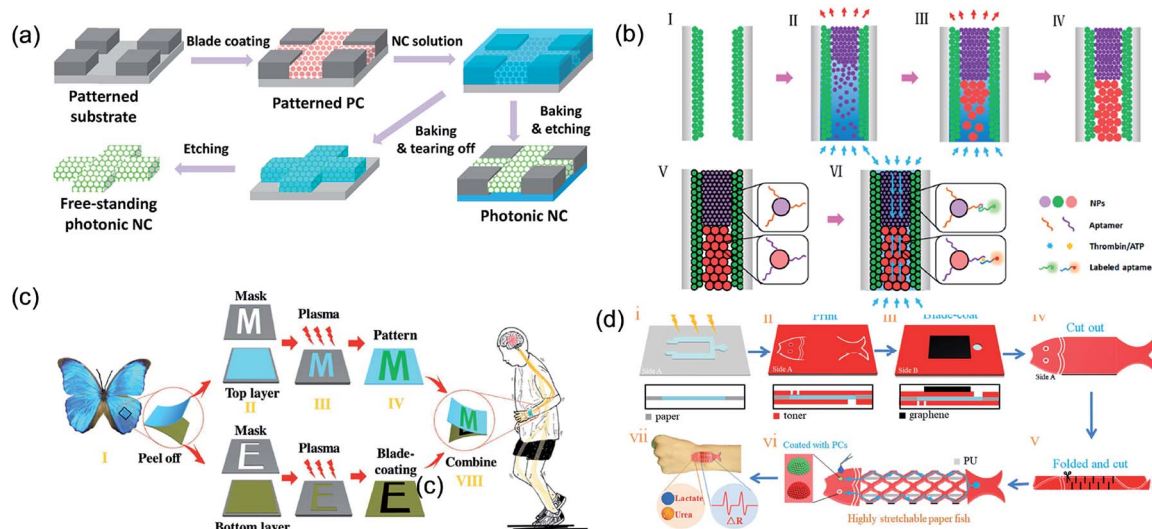 (a)
Blade coating
NC solution
Patterned
substrate
Patterned PC
Baking
& tearing off
Baking
& etching
Etching
Free-standing
photonic NC
Photonic NC
(b)
I
II
III
IV
V
VI
NPs
Aptamer
Thrombin/ATP
Labeled aptamer
(c)
Mask
M
Plasma
M
Pattern
M
Top layer
II
III
IV
I
Peel off
Mask
E
Plasma
E
Blade-
coating
E
Bottom layer
(c)
M
Combine
VIII
(d)
i
Side A
paper
ii
Print
Side A
toner
iii
Blade-coat
Side B
graphene
iv
Cut out
Side A
v
Folded and cut
vi
Coated with PCs
PU
Highly stretchable paper fish
vii
Lactate
Urea
ΔR